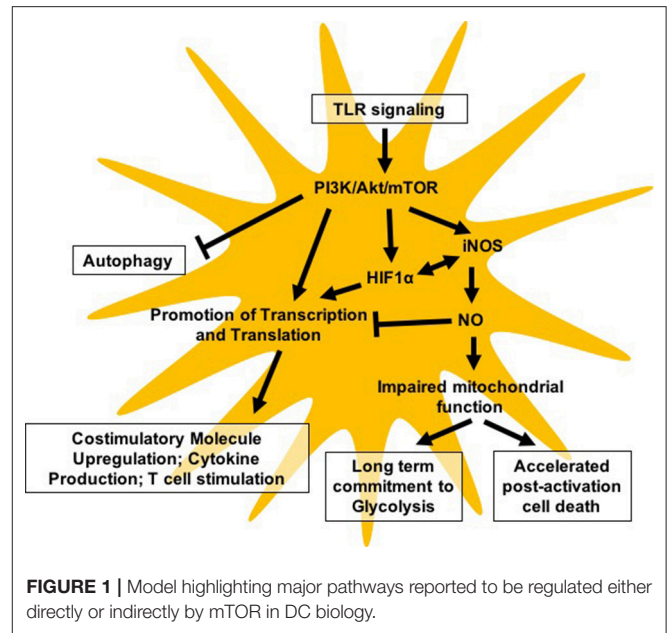 TLR signaling
PI3K/Akt/mTOR
Autophagy
iNOS
HIF1α
Promotion of Transcription
and Translation
NO
Impaired mitochondrial
function
Costimulatory Molecule
Upregulation; Cytokine
Production; T cell stimulation
Long term
commitment to
Glycolysis
Accelerated
post-activation
cell death
FIGURE 1 | Model highlighting major pathways reported to be regulated either
directly or indirectly by mTOR in DC biology.